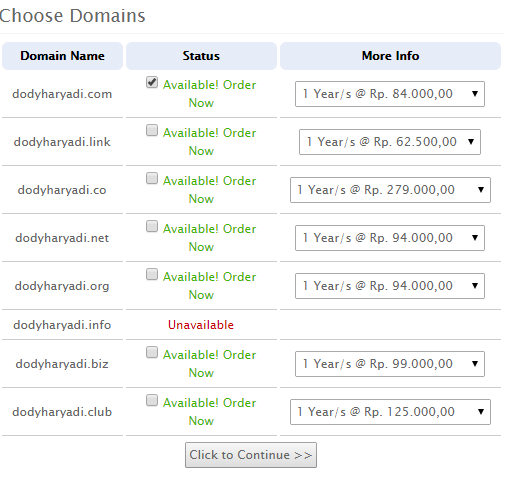 Choose Domains
Domain Name Status More Info
dodyharyadi.com Available! Order Now 1 Year/s @ Rp. 84.000,00
dodyharyadi.link Available! Order Now 1 Year/s @ Rp. 62.500,00
dodyharyadi.co Available! Order Now 1 Year/s @ Rp. 279.000,00
dodyharyadi.net Available! Order Now 1 Year/s @ Rp. 94.000,00
dodyharyadi.org Available! Order Now 1 Year/s @ Rp. 94.000,00
dodyharyadi.info Unavailable
dodyharyadi.biz Available! Order Now 1 Year/s @ Rp. 99.000,00
dodyharyadi.club Available! Order Now 1 Year/s @ Rp. 125.000,00
Click to Continue >>